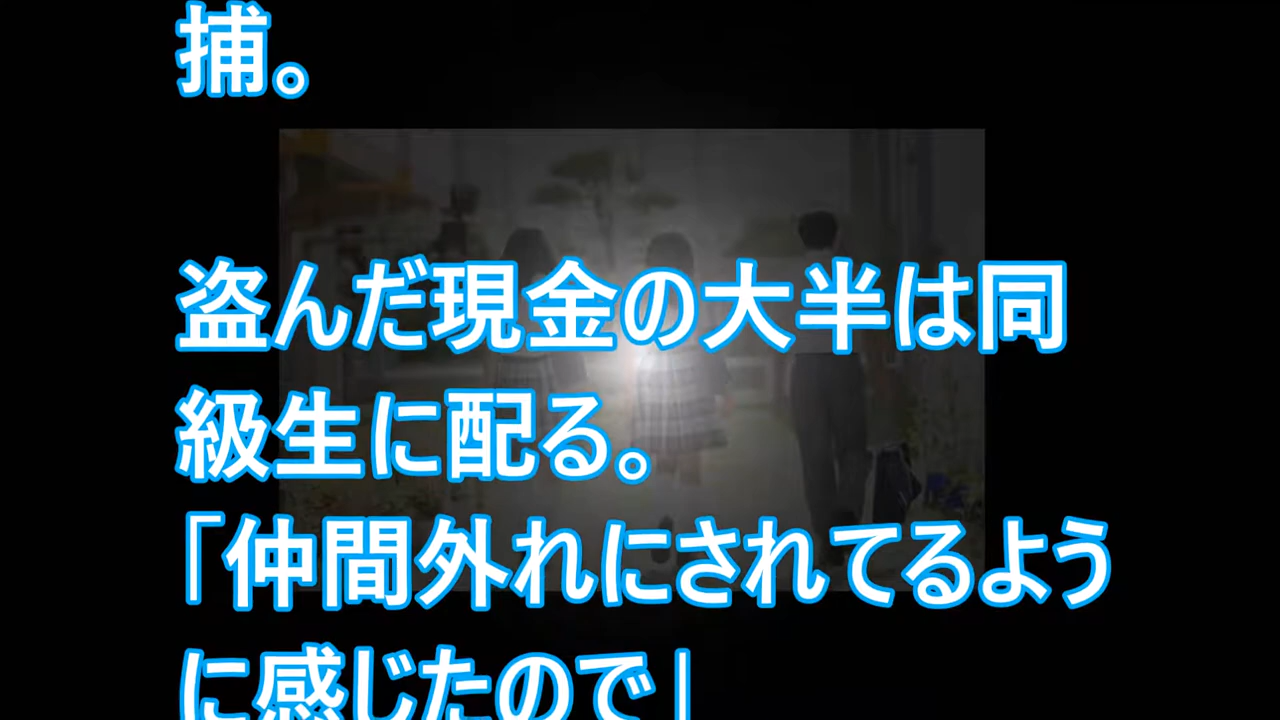 捕。
盗んだ現金の大半は同
級生に配る。
「仲間外れにされてるよう
に感じたので」